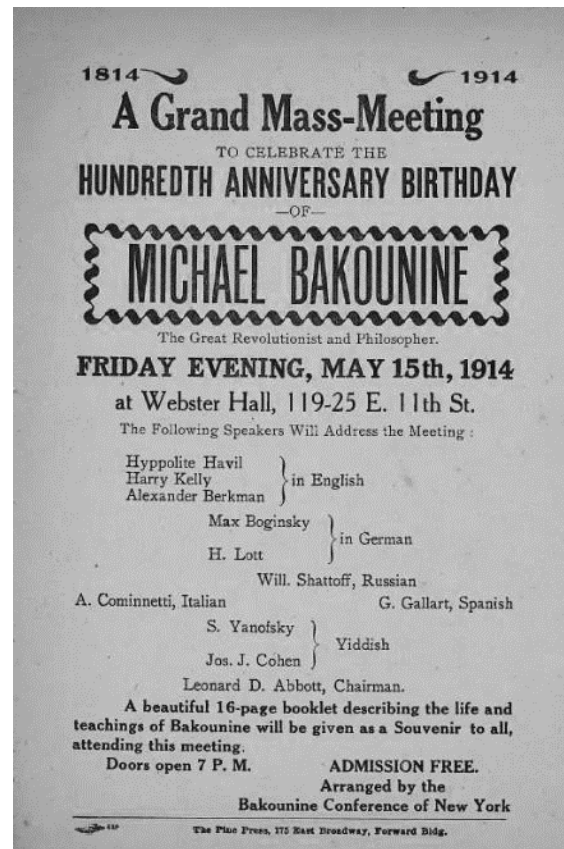 1814 1914
A Grand Mass-Meeting
TO CELEBRATE THE
HUNDREDTH ANNIVERSARY BIRTHDAY
—OF—
MICHAEL BAKOUNINE
The Great Revolutionist and Philosopher.
FRIDAY EVENING, MAY 15th, 1914
at Webster Hall, 119-25 E. 11th St.
The Following Speakers Will Address the Meeting :
Hyppolite Havil
Harry Kelly
Alexander Berkman
in English
Max Boginsky
H. Lott
in German
Will. Shattoff, Russian
A. Cominnetti, Italian G. Gallart, Spanish
S. Yanofsky
Jos. J. Cohen
Yiddish
Leonard D. Abbott, Chairman.
A beautiful 16-page booklet describing the life and
teachings of Bakounine will be given as a Souvenir to all,
attending this meeting.
Doors open 7 P. M. ADMISSION FREE.
Arranged by the
Bakounine Conference of New York
The Pine Press, 175 East Broadway, Forward Bldg.